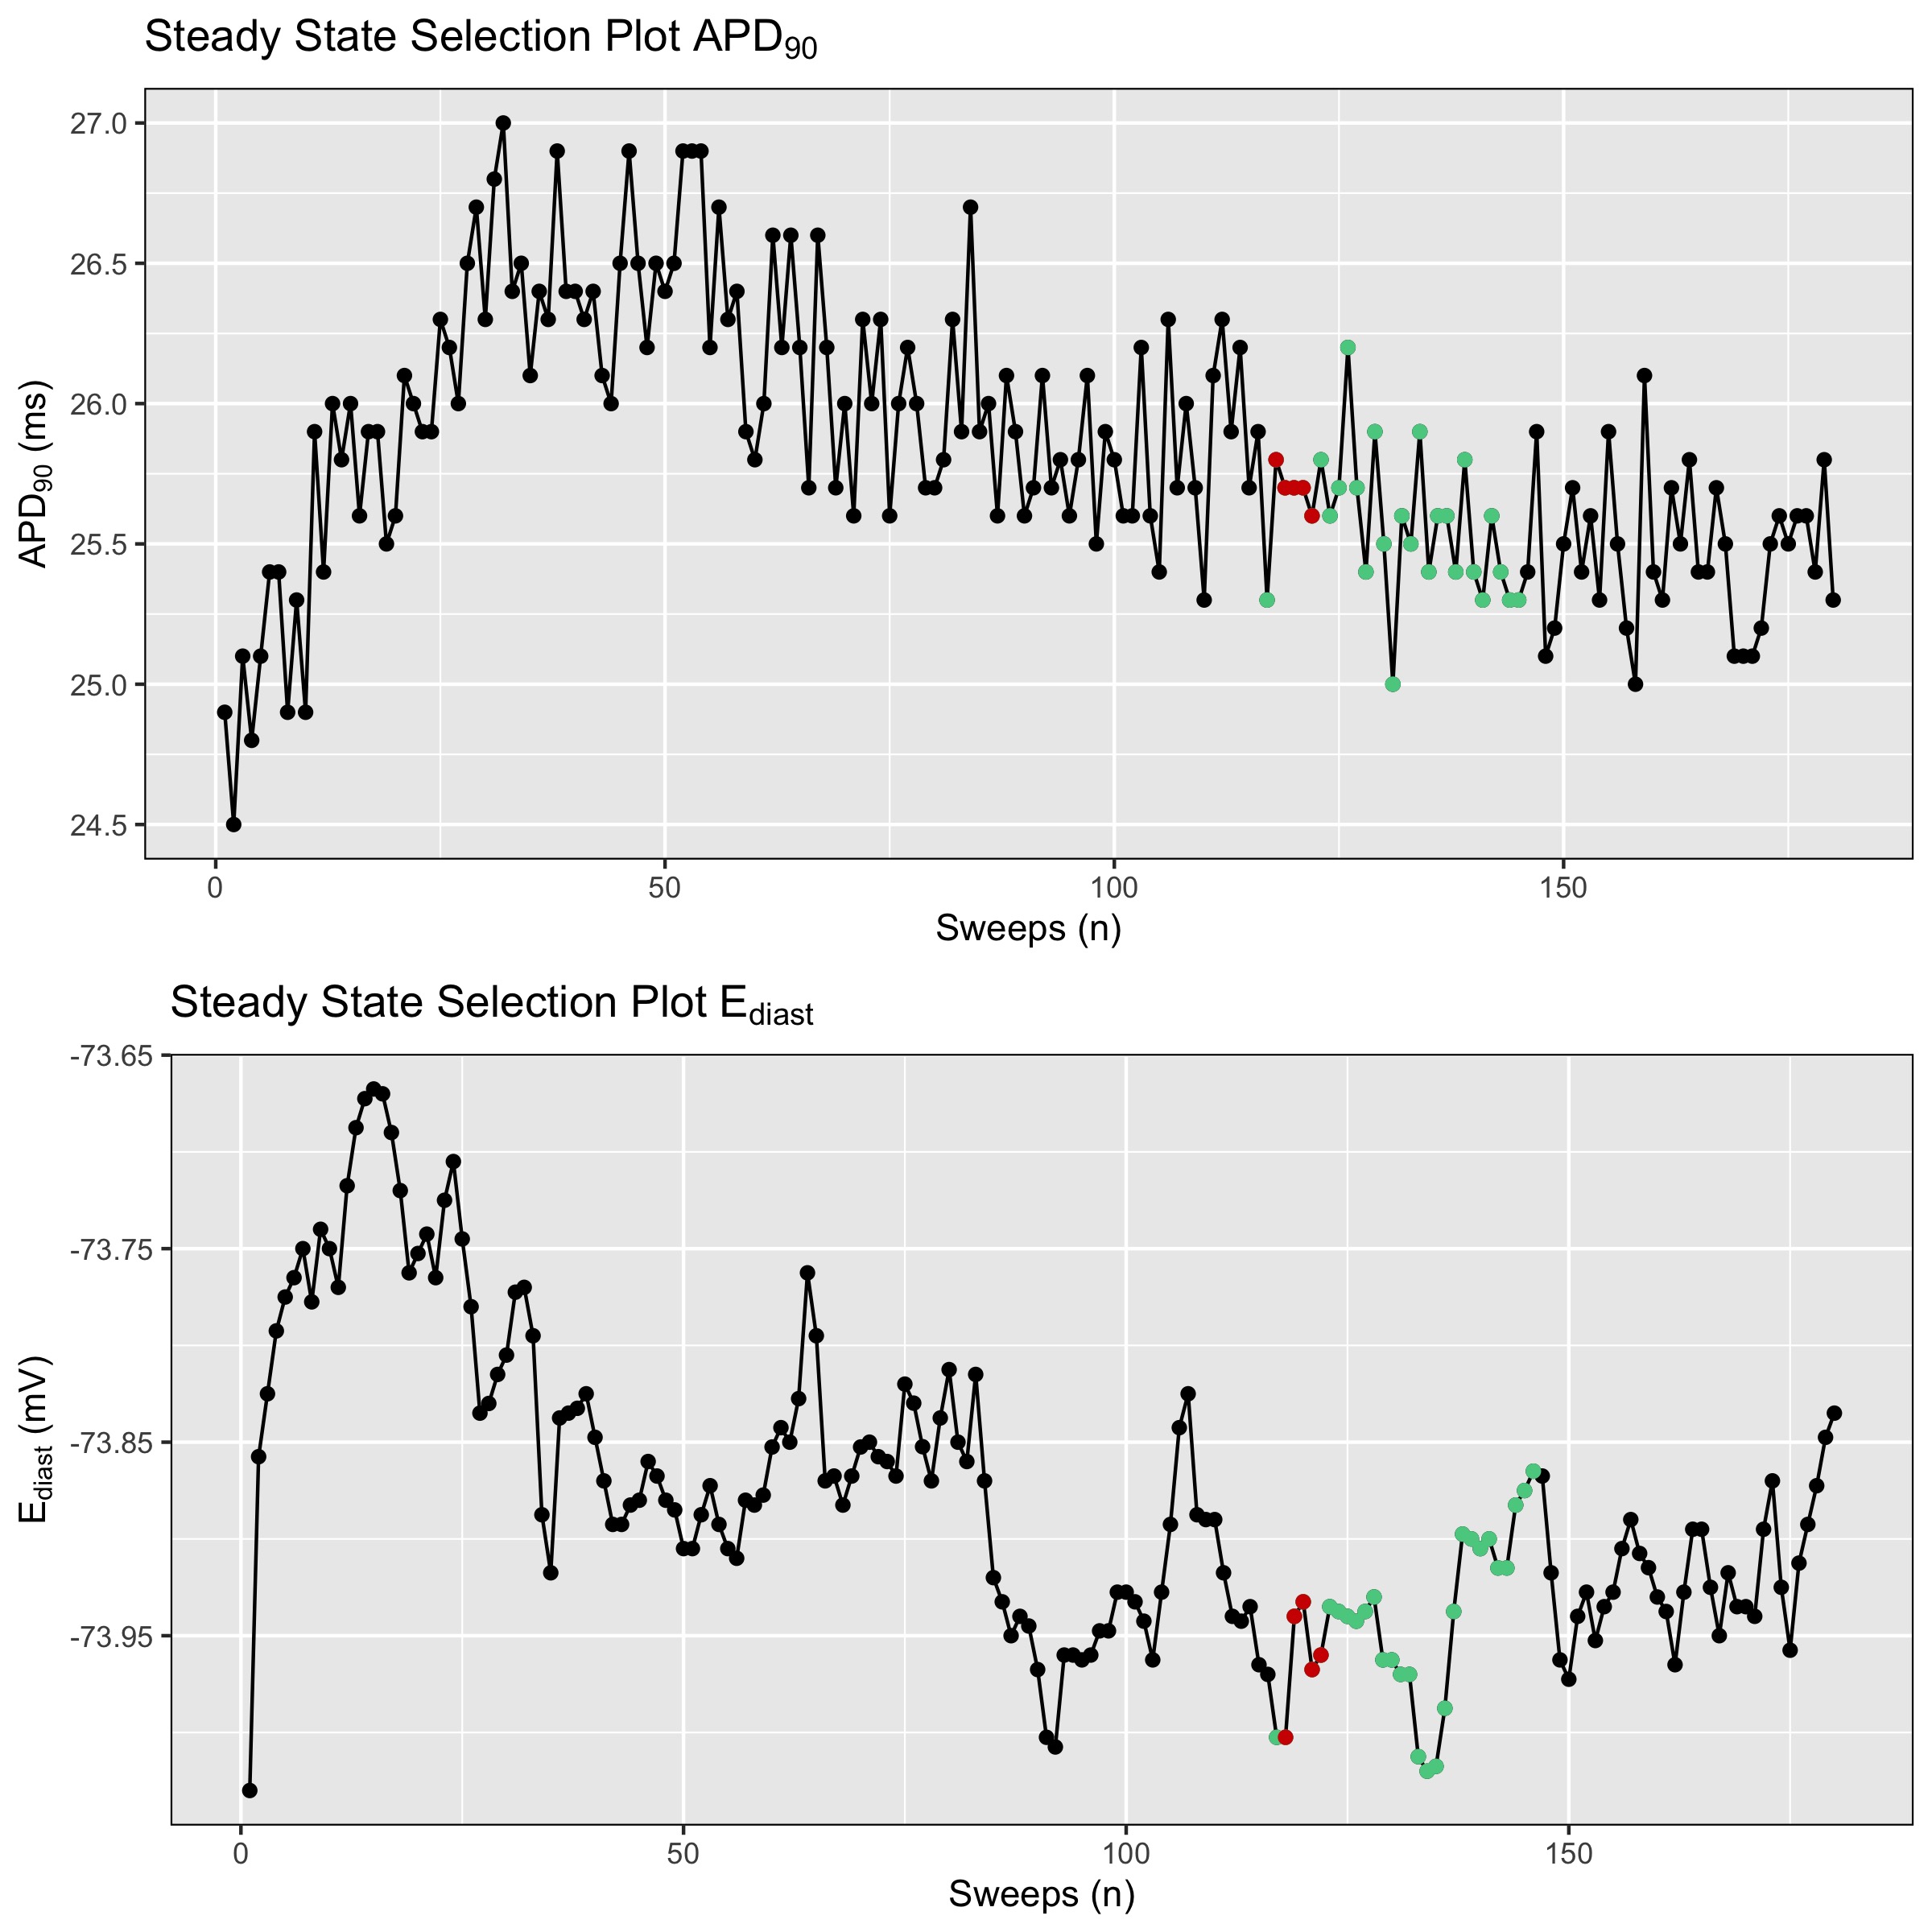 Steady State Selection Plot APD90
27.0
26.5
26.0
25.5
25.0
24.5
APD90 (ms)
0 50 100 150
Sweeps (n)
Steady State Selection Plot Ediast
-73.65
-73.75
-73.85
-73.95
Ediast (mV)
0 50 100 150
Sweeps (n)